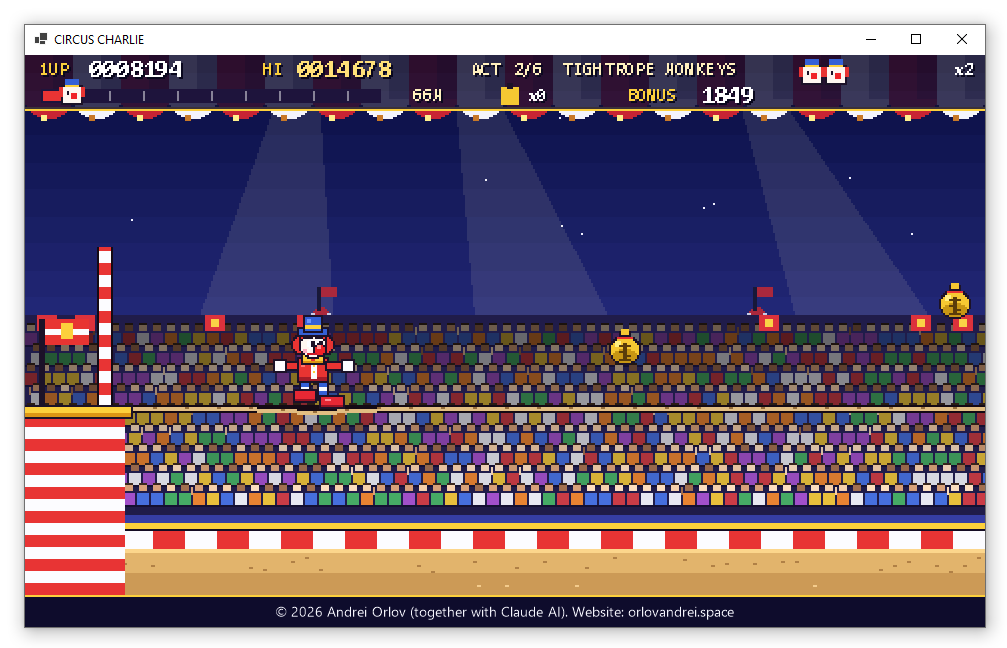 CIRCUS CHARLIE
1UP 0008194 HI 0014678 ACT 2/6 TIGHTROPE MONKEYS x2
66M x0 BONUS 1849
© 2026 Andrei Orlov (together with Claude AI). Website: orlovandrei.space